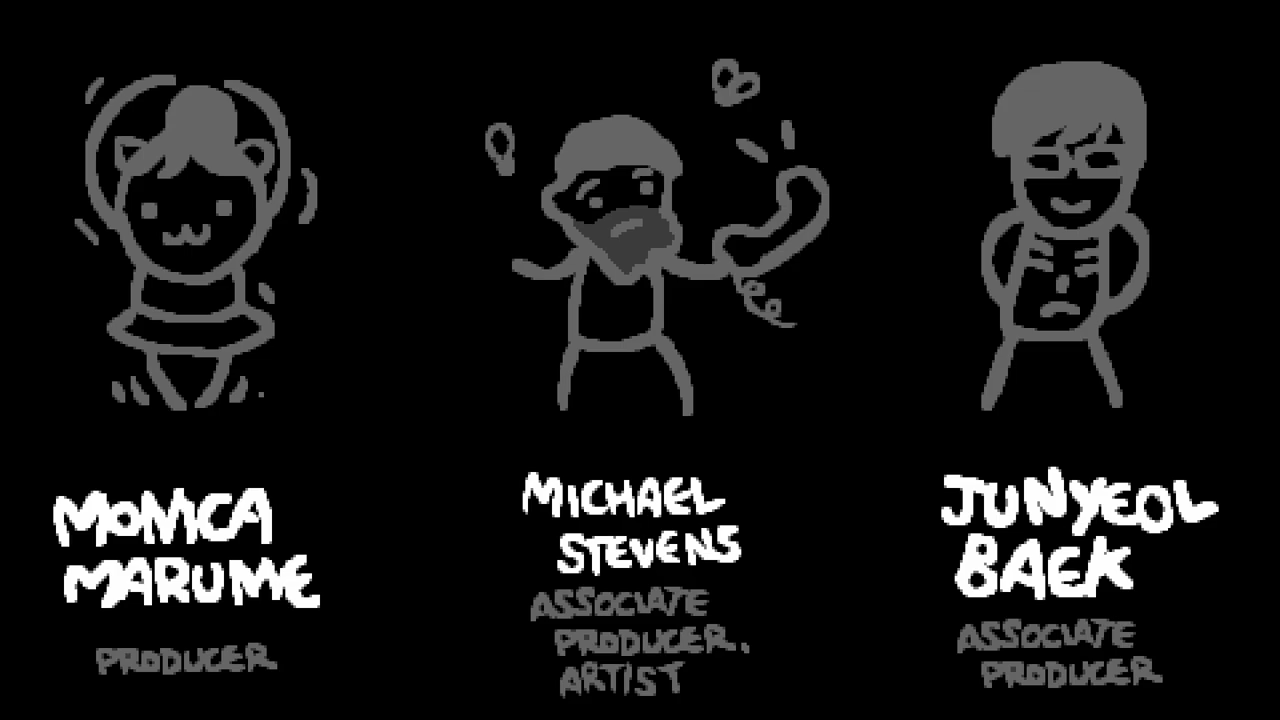 MONICA
MARUME
PRODUCER
MICHAEL
STEVENS
ASSOCIATE
PRODUCER.
ARTIST
JUNYEOL
BAEK
ASSOCIATE
PRODUCER